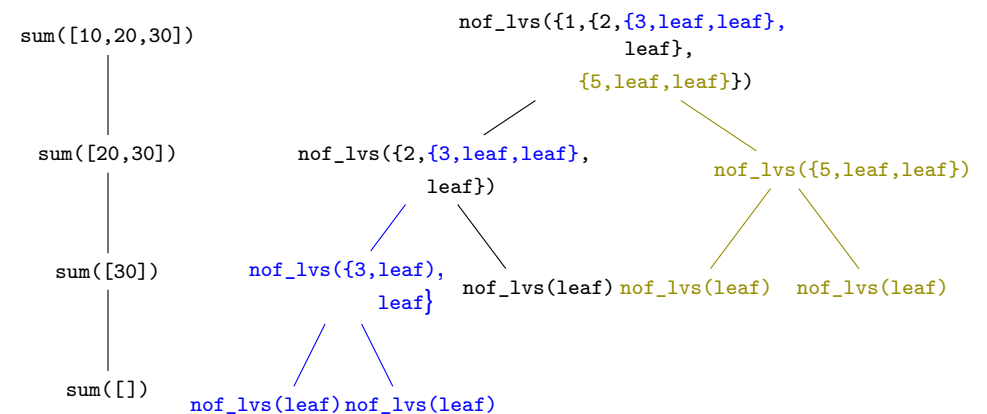 sum([10,20,30])
sum([20,30])
sum([30])
sum([])
nof_lvs({1,{2,{3,leaf,leaf},
leaf},
{5,leaf,leaf}})
nof_lvs({2,{3,leaf,leaf},
leaf})
nof_lvs({5,leaf,leaf})
nof_lvs({3,leaf),
leaf}
nof_lvs(leaf)
nof_lvs(leaf)
nof_lvs(leaf)
nof_lvs(leaf)
nof_lvs(leaf)